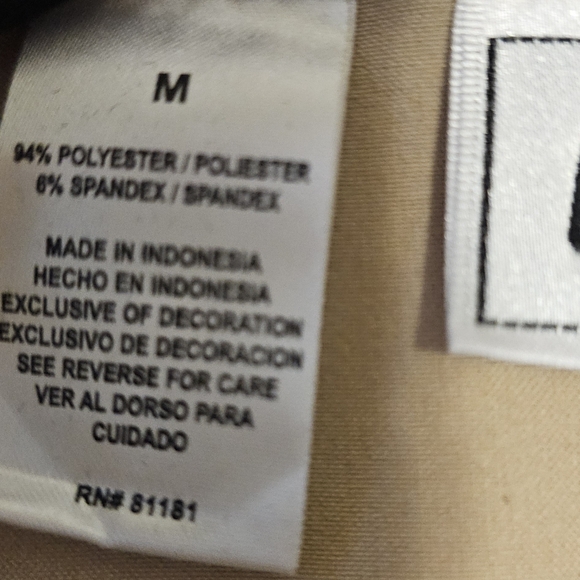 M
94% POLYESTER / POLIESTER
6% SPANDEX / SPANDEX
MADE IN INDONESIA
HECHO EN INDONESIA
EXCLUSIVE OF DECORATION
EXCLUSIVO DE DECORACION
SEE REVERSE FOR CARE
VER AL DORSO PARA
CUIDADO
RN# 81181